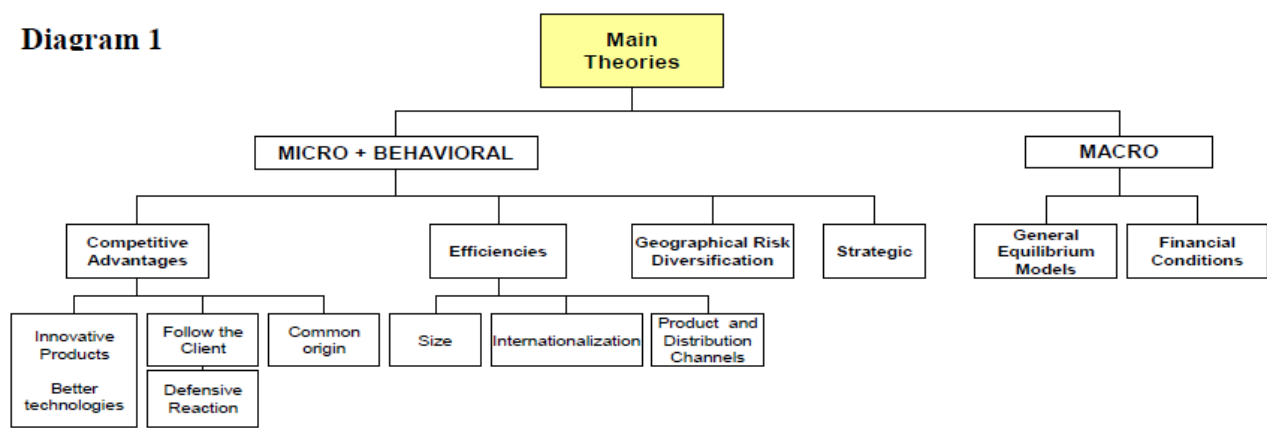 Diagram 1
Main
Theories
MICRO + BEHAVIORAL
MACRO
Competitive
Advantages
Efficiencies
Geographical Risk
Diversification
Strategic
General
Equilibrium
Models
Financial
Conditions
Innovative
Products
Better
technologies
Follow the
Client
Defensive
Reaction
Common
origin
Size
Internationalization
Product and
Distribution
Channels